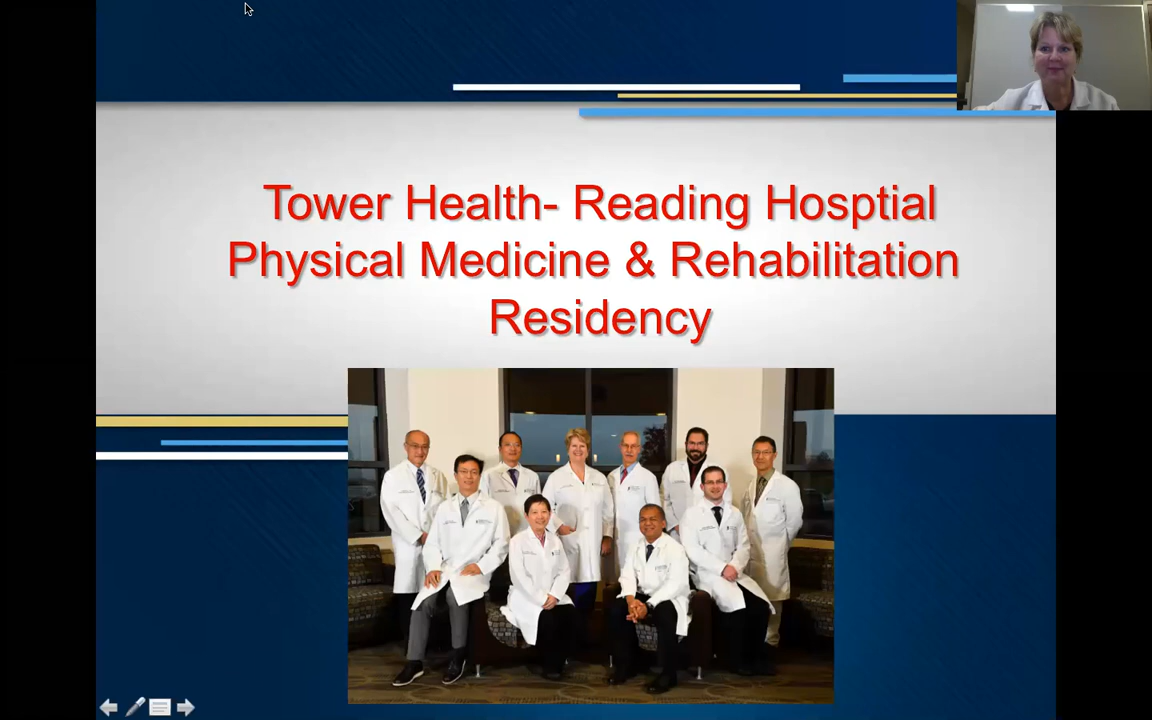 Tower Health- Reading Hosptial
Physical Medicine & Rehabilitation
Residency